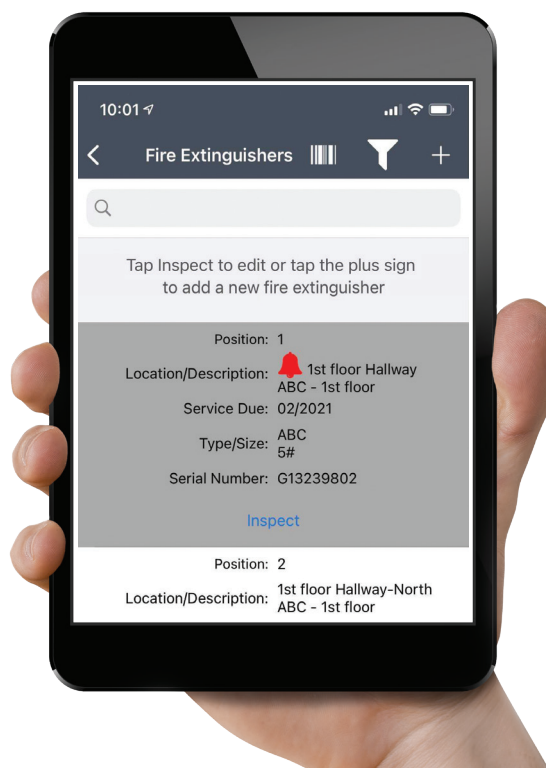 10:01
Fire Extinguishers
Tap Inspect to edit or tap the plus sign
to add a new fire extinguisher
Position: 1
Location/Description: 1st floor Hallway
ABC - 1st floor
Service Due: 02/2021
Type/Size: ABC
5#
Serial Number: G13239802
Inspect
Position: 2
Location/Description: 1st floor Hallway-North
ABC - 1st floor